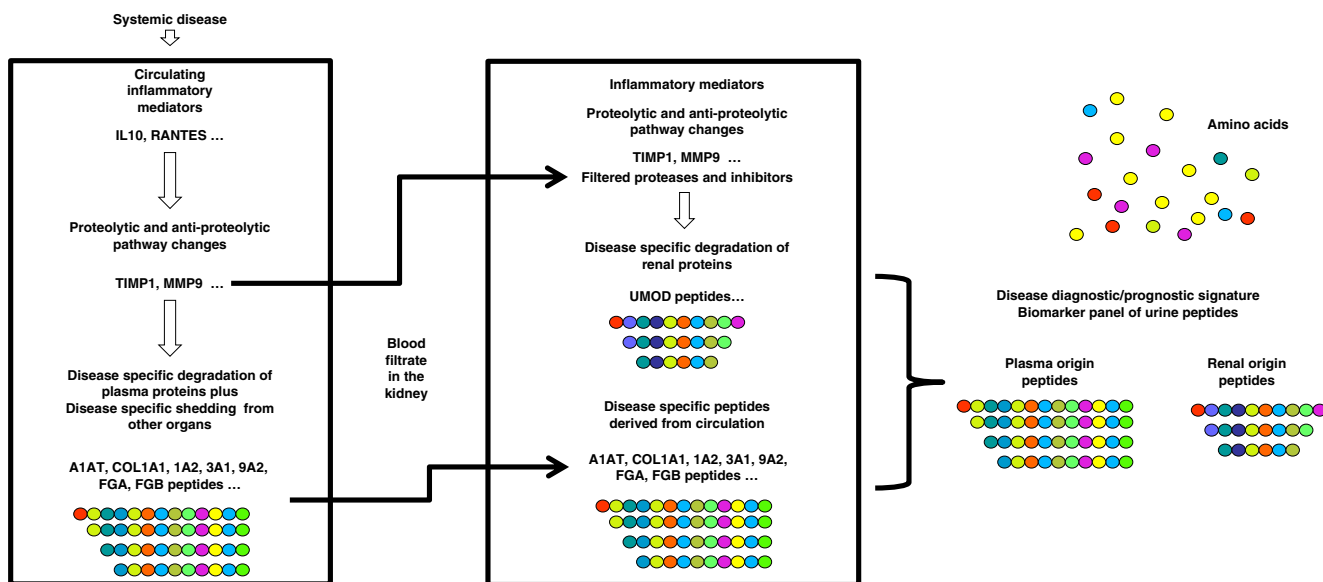 Systemic disease
Circulating
inflammatory
mediators
IL10, RANTES ...
Proteolytic and anti-proteolytic
pathway changes
TIMP1, MMP9 ...
Disease specific degradation of
plasma proteins plus
Disease specific shedding from
other organs
A1AT, COL1A1, 1A2, 3A1, 9A2,
FGA, FGB peptides ...
Blood
filtrate
in the
kidney
Inflammatory mediators
Proteolytic and anti-proteolytic
pathway changes
TIMP1, MMP9 ...
Filtered proteases and inhibitors
Disease specific degradation of
renal proteins
UMOD peptides...
Disease specific peptides
derived from circulation
A1AT, COL1A1, 1A2, 3A1, 9A2,
FGA, FGB peptides ...
Amino acids
Disease diagnostic/prognostic signature
Biomarker panel of urine peptides
Plasma origin
peptides
Renal origin
peptides